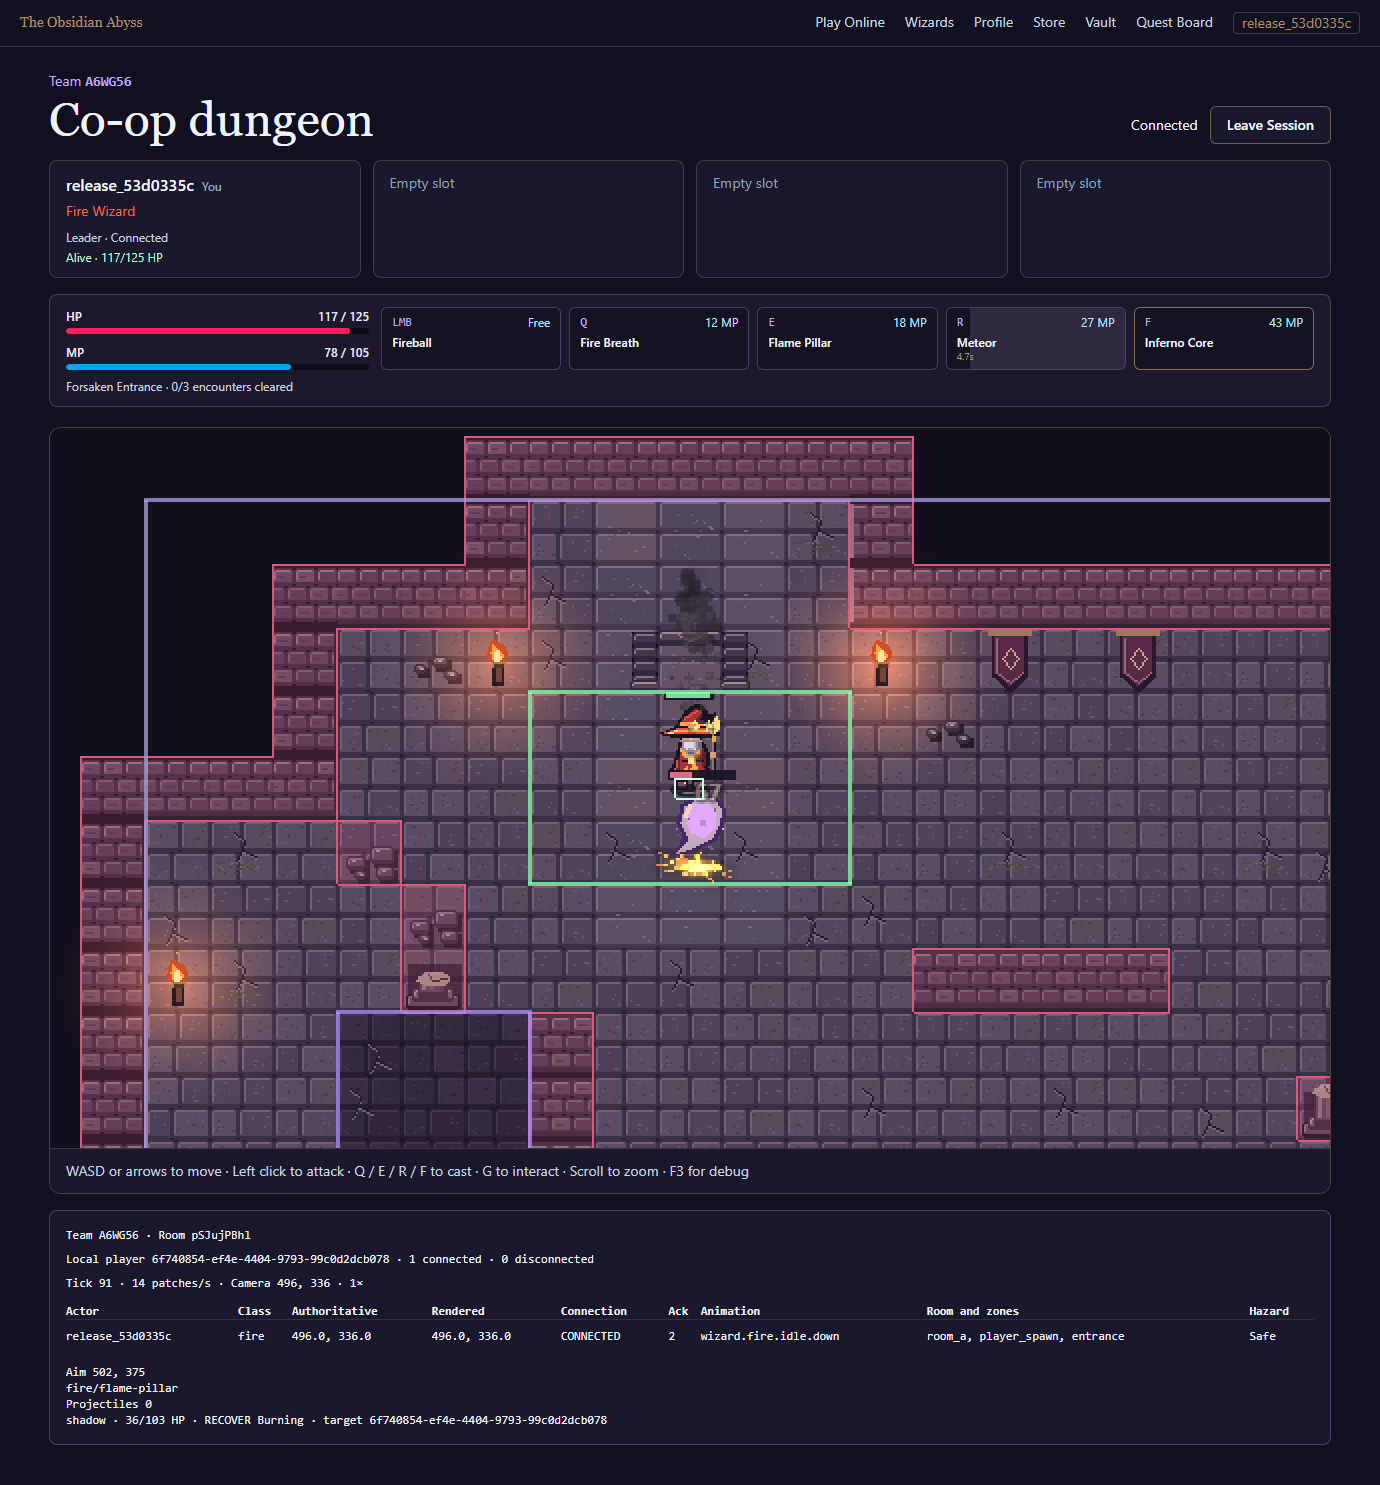 The Obsidian Abyss
Play Online Wizards Profile Store Vault Quest Board release_53d0335c
Team A6WG56
Co-op dungeon
Connected Leave Session
release_53d0335c You
Fire Wizard
Leader · Connected
Alive · 117/125 HP
Empty slot
Empty slot
Empty slot
HP 117 / 125
MP 78 / 105
Forsaken Entrance · 0/3 encounters cleared
LMB Free
Fireball
Q 12 MP
Fire Breath
E 18 MP
Flame Pillar
R 27 MP
Meteor
4.7s
F 43 MP
Inferno Core
WASD or arrows to move · Left click to attack · Q / E / R / F to cast · G to interact · Scroll to zoom · F3 for debug
Team A6WG56 · Room pSJujPBhl
Local player 6f740854-ef4e-4404-9793-99c0d2dcb078 · 1 connected · 0 disconnected
Tick 91 · 14 patches/s · Camera 496, 336 · 1×
Actor Class Authoritative Rendered Connection Ack Animation Room and zones Hazard
release_53d0335c fire 496.0, 336.0 496.0, 336.0 CONNECTED 2 wizard.fire.idle.down room_a, player_spawn, entrance Safe
Aim 502, 375
fire/flame-pillar
Projectiles 0
shadow · 36/103 HP · RECOVER Burning · target 6f740854-ef4e-4404-9793-99c0d2dcb078